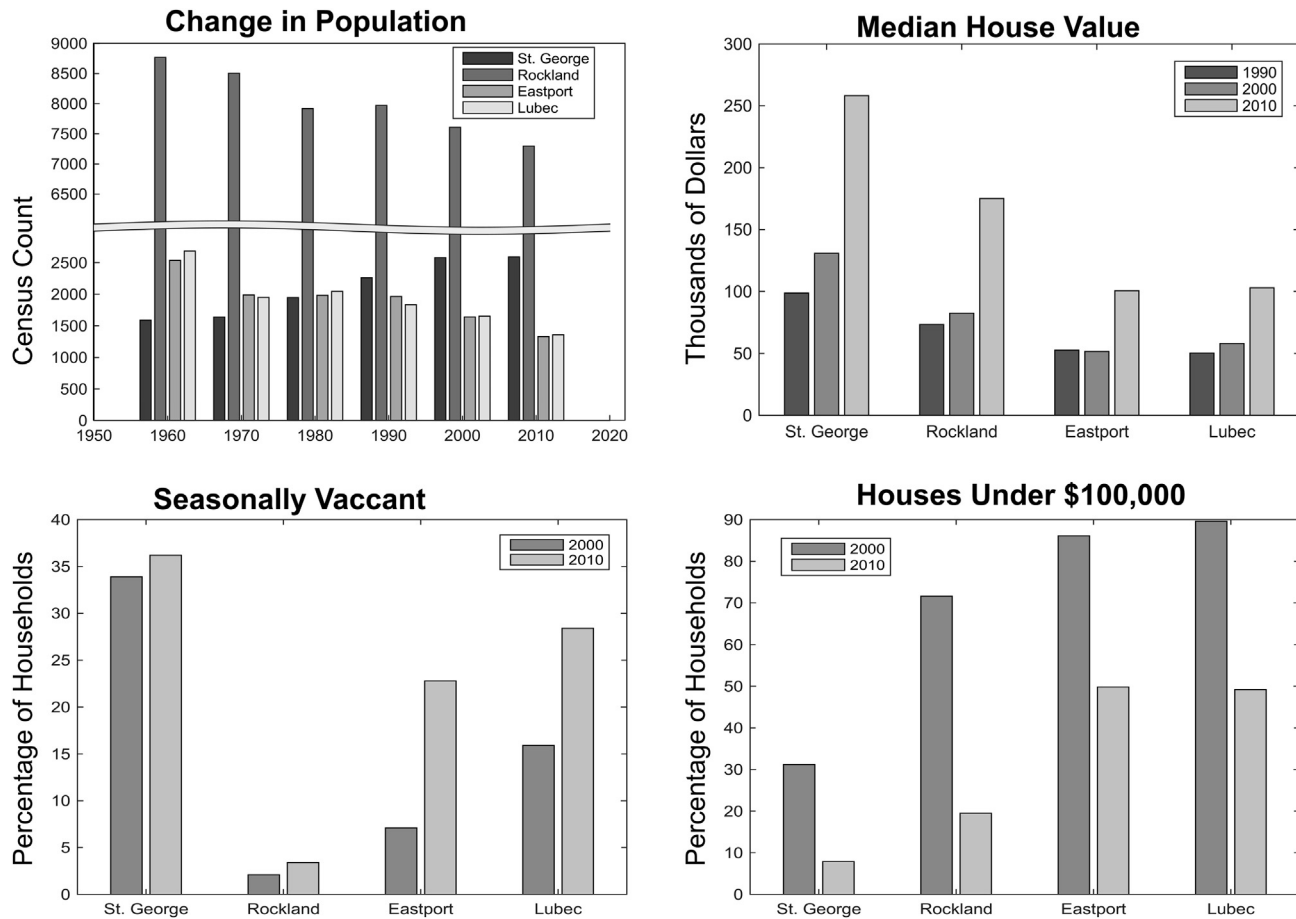 Change in Population
Census Count
9000
8500
8000
7500
7000
6500
2500
2000
1500
1000
500
0
1950
1960
1970
1980
1990
2000
2010
2020
St. George
Rockland
Eastport
Lubec
Median House Value
Thousands of Dollars
300
250
200
150
100
50
0
1990
2000
2010
St. George
Rockland
Eastport
Lubec
Seasonally Vaccant
Percentage of Households
40
35
30
25
20
15
10
5
0
2000
2010
St. George
Rockland
Eastport
Lubec
Houses Under $100,000
Percentage of Households
90
80
70
60
50
40
30
20
10
0
2000
2010
St. George
Rockland
Eastport
Lubec